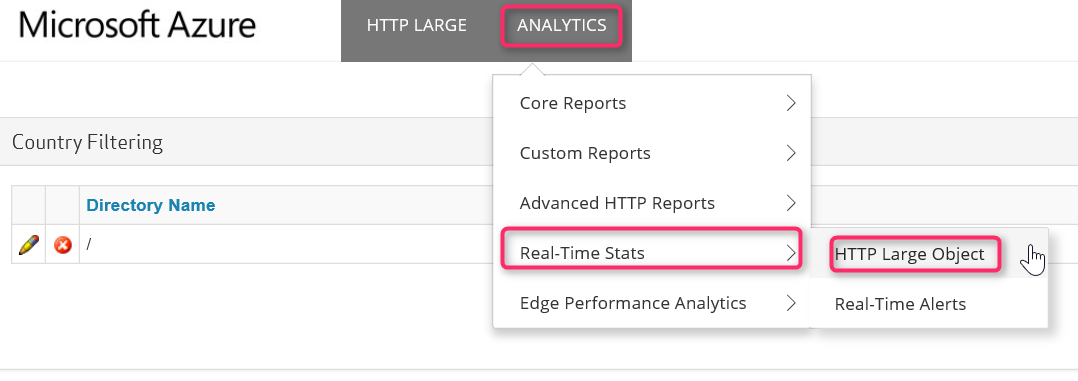 Microsoft Azure
HTTP LARGE ANALYTICS
Core Reports
Country Filtering
Custom Reports
Directory Name
Advanced HTTP Reports
/
Real-Time Stats
HTTP Large Object
Edge Performance Analytics
Real-Time Alerts